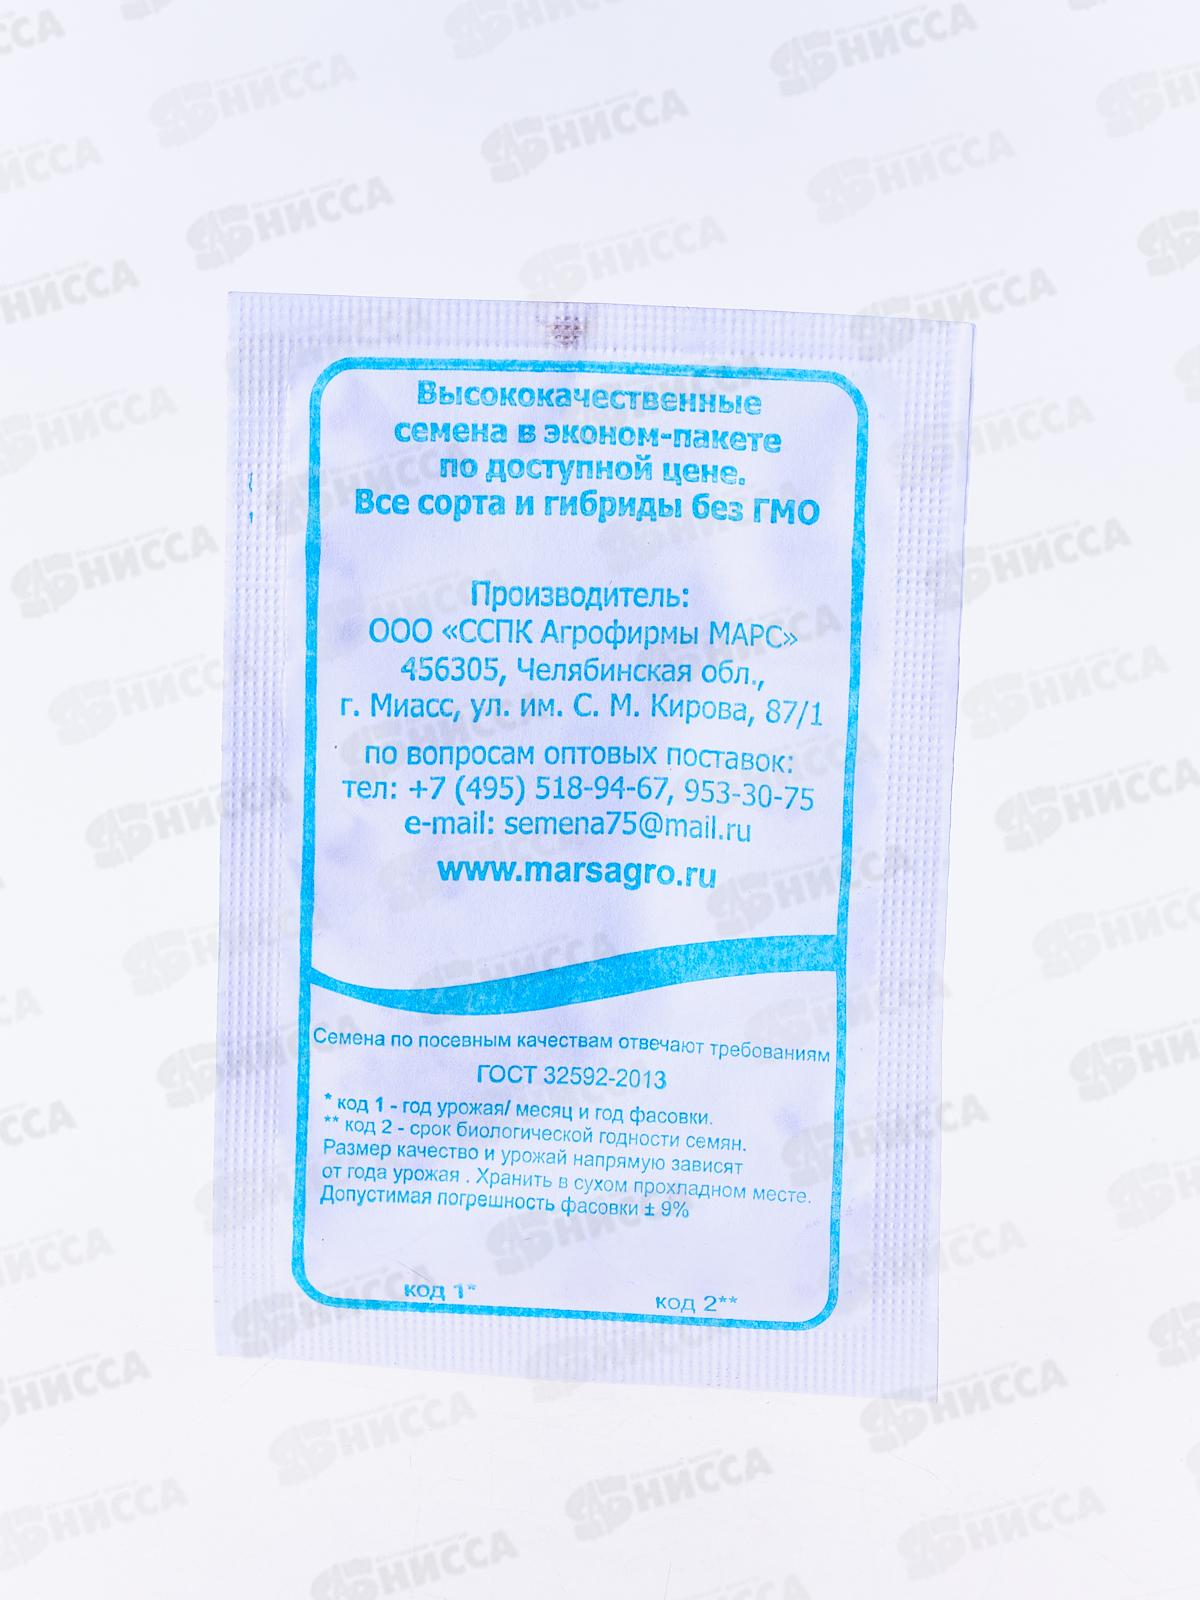 Высококачественные
семена в эконом-пакете
по доступной цене.
Все сорта и гибриды без ГМО
Производитель:
ООО «ССПК Агрофирмы МАРС»
456305, Челябинская обл.,
г. Миасс, ул. им. С. М. Кирова, 87/1
по вопросам оптовых поставок:
тел: +7 (495) 518-94-67, 953-30-75
e-mail: semena75@mail.ru
www.marsagro.ru
Семена по посевным качествам отвечают требованиям
ГОСТ 32592-2013
* код 1 - год урожая/ месяц и год фасовки.
** код 2 - срок биологической годности семян.
Размер качество и урожай напрямую зависят
от года урожая . Хранить в сухом прохладном месте.
Допустимая погрешность фасовки ± 9%
код 1*
код 2**